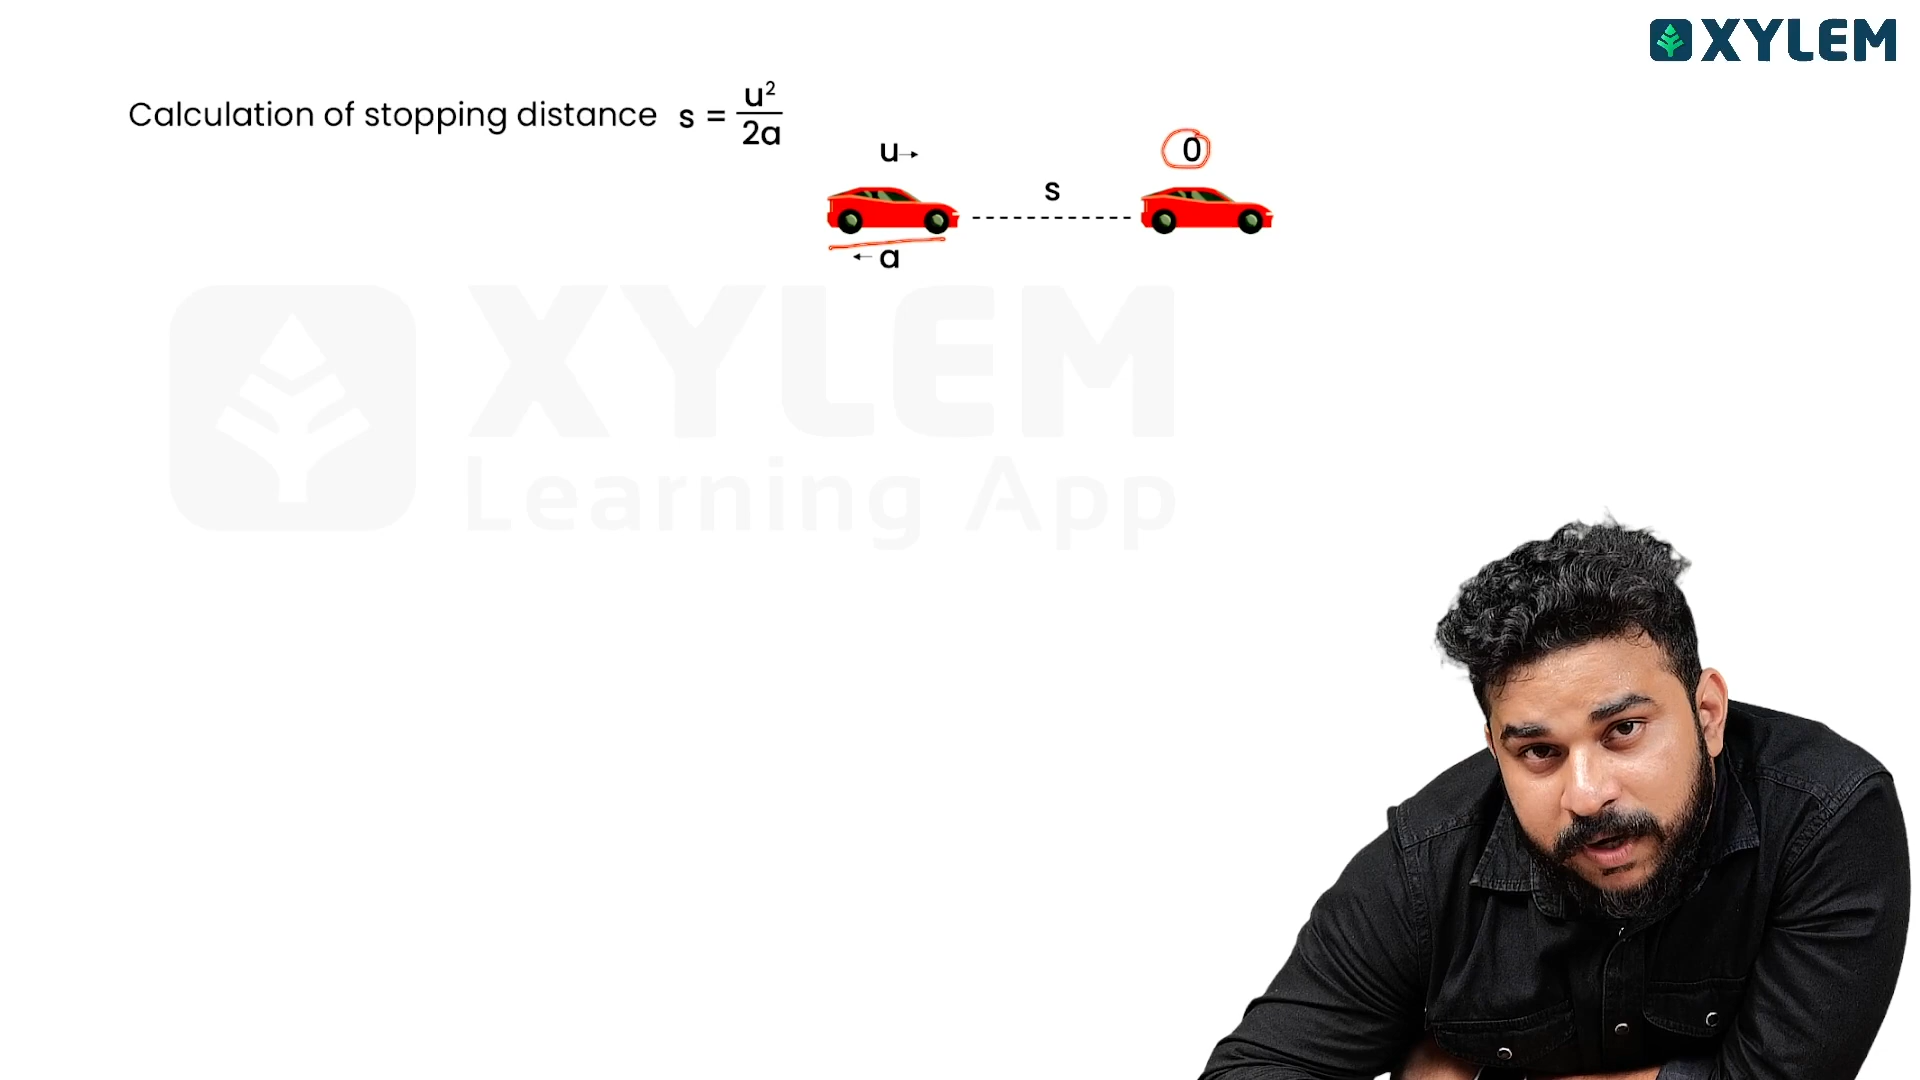 XYLEM
Calculation of stopping distance s = u²/2a
u→
0
s
←a
XYLEM
Learning App